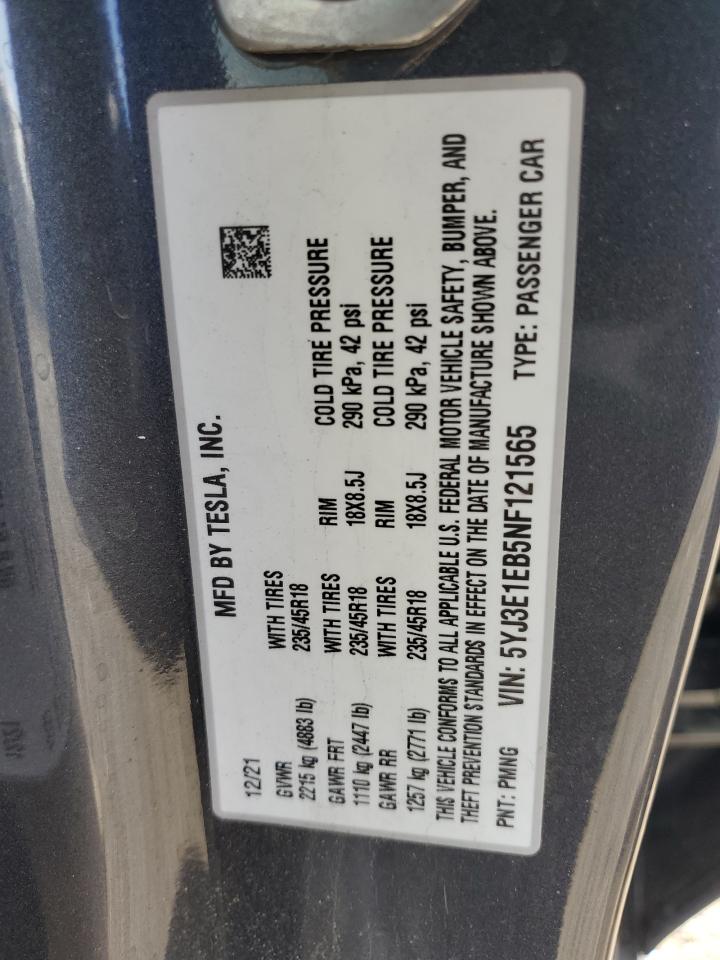 MFD BY TESLA, INC.
12/21
GVWR WITH TIRES
2215 kg (4883 lb) 235/45R18
GAWR FRT WITH TIRES RIM COLD TIRE PRESSURE
1110 kg (2447 lb) 235/45R18 18X8.5J 290 kPa, 42 psi
GAWR RR WITH TIRES RIM COLD TIRE PRESSURE
1257 kg (2771 lb) 235/45R18 18X8.5J 290 kPa, 42 psi
THIS VEHICLE CONFORMS TO ALL APPLICABLE U.S. FEDERAL MOTOR VEHICLE SAFETY, BUMPER, AND
THEFT PREVENTION STANDARDS IN EFFECT ON THE DATE OF MANUFACTURE SHOWN ABOVE.
PNT: PMNG VIN: 5YJ3E1EB5NF121565 TYPE: PASSENGER CAR